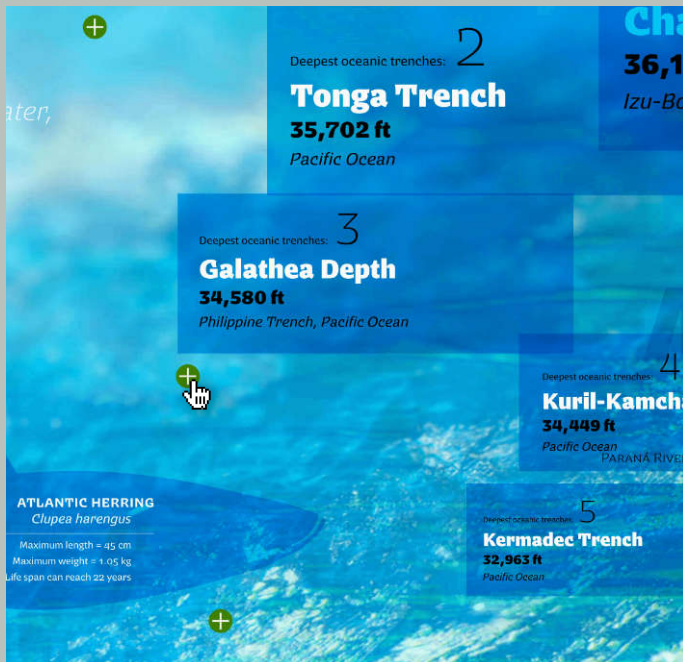 ater,
Deepest oceanic trenches: 2
Tonga Trench
35,702 ft
Pacific Ocean
Cha
36,1
Izu-Bo
Deepest oceanic trenches: 3
Galathea Depth
34,580 ft
Philippine Trench, Pacific Ocean
Deepest oceanic trenches: 4
Kuril-Kamcha
34,449 ft
Pacific Ocean
PARANÁ RIVE
Deepest oceanic trenches: 5
Kermadec Trench
32,963 ft
Pacific Ocean
ATLANTIC HERRING
Clupea harengus
Maximum length = 45 cm
Maximum weight = 1.05 kg
Life span can reach 22 years